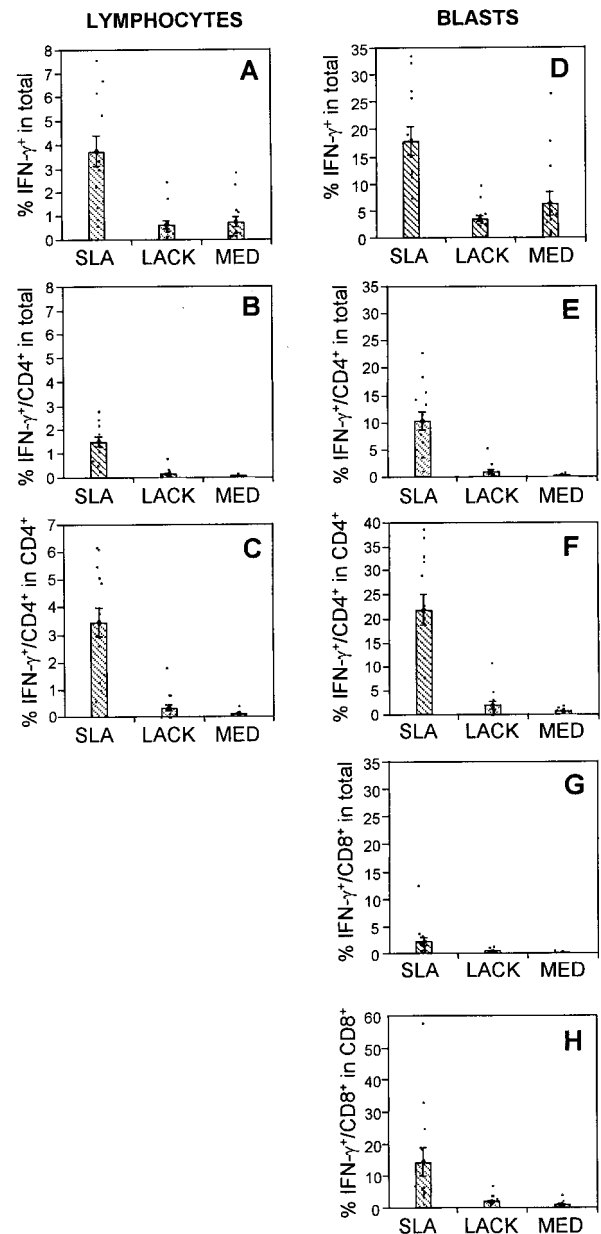 LYMPHOCYTES
BLASTS
% IFN-γ⁺ in total
8
7
6
5
4
3
2
1
0
A
SLA LACK MED
% IFN-γ⁺ in total
35
30
25
20
15
10
5
0
D
SLA LACK MED
% IFN-γ⁺/CD4⁺ in total
8
7
6
5
4
3
2
1
0
B
SLA LACK MED
% IFN-γ⁺/CD4⁺ in total
35
30
25
20
15
10
5
0
E
SLA LACK MED
% IFN-γ⁺/CD4⁺ in CD4⁺
7
6
5
4
3
2
1
0
C
SLA LACK MED
% IFN-γ⁺/CD4⁺ in CD4⁺
40
35
30
25
20
15
10
5
0
F
SLA LACK MED
% IFN-γ⁺/CD8⁺ in total
35
30
25
20
15
10
5
0
G
SLA LACK MED
% IFN-γ⁺/CD8⁺ in CD8⁺
60
50
40
30
20
10
0
H
SLA LACK MED